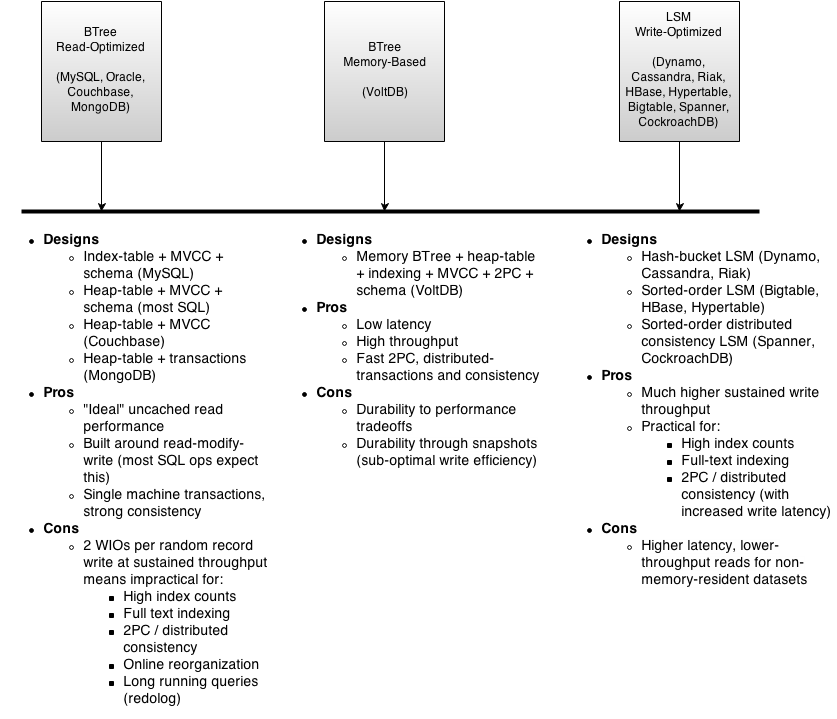 BTree
Read-Optimized
(MySQL, Oracle,
Couchbase,
MongoDB)
BTree
Memory-Based
(VoltDB)
LSM
Write-Optimized
(Dynamo,
Cassandra, Riak,
HBase, Hypertable,
Bigtable, Spanner,
CockroachDB)
Designs
Index-table + MVCC +
schema (MySQL)
Heap-table + MVCC +
schema (most SQL)
Heap-table + MVCC
(Couchbase)
Heap-table + transactions
(MongoDB)
Pros
"Ideal" uncached read
performance
Built around read-modify-
write (most SQL ops expect
this)
Single machine transactions,
strong consistency
Cons
2 WIOs per random record
write at sustained throughput
means impractical for:
High index counts
Full text indexing
2PC / distributed
consistency
Online reorganization
Long running queries
(redolog)
Designs
Memory BTree + heap-table
+ indexing + MVCC + 2PC +
schema (VoltDB)
Pros
Low latency
High throughput
Fast 2PC, distributed-
transactions and consistency
Cons
Durability to performance
tradeoffs
Durability through snapshots
(sub-optimal write efficiency)
Designs
Hash-bucket LSM (Dynamo,
Cassandra, Riak)
Sorted-order LSM (Bigtable,
HBase, Hypertable)
Sorted-order distributed
consistency LSM (Spanner,
CockroachDB)
Pros
Much higher sustained write
throughput
Practical for:
High index counts
Full-text indexing
2PC / distributed
consistency (with
increased write latency)
Cons
Higher latency, lower-
throughput reads for non-
memory-resident datasets